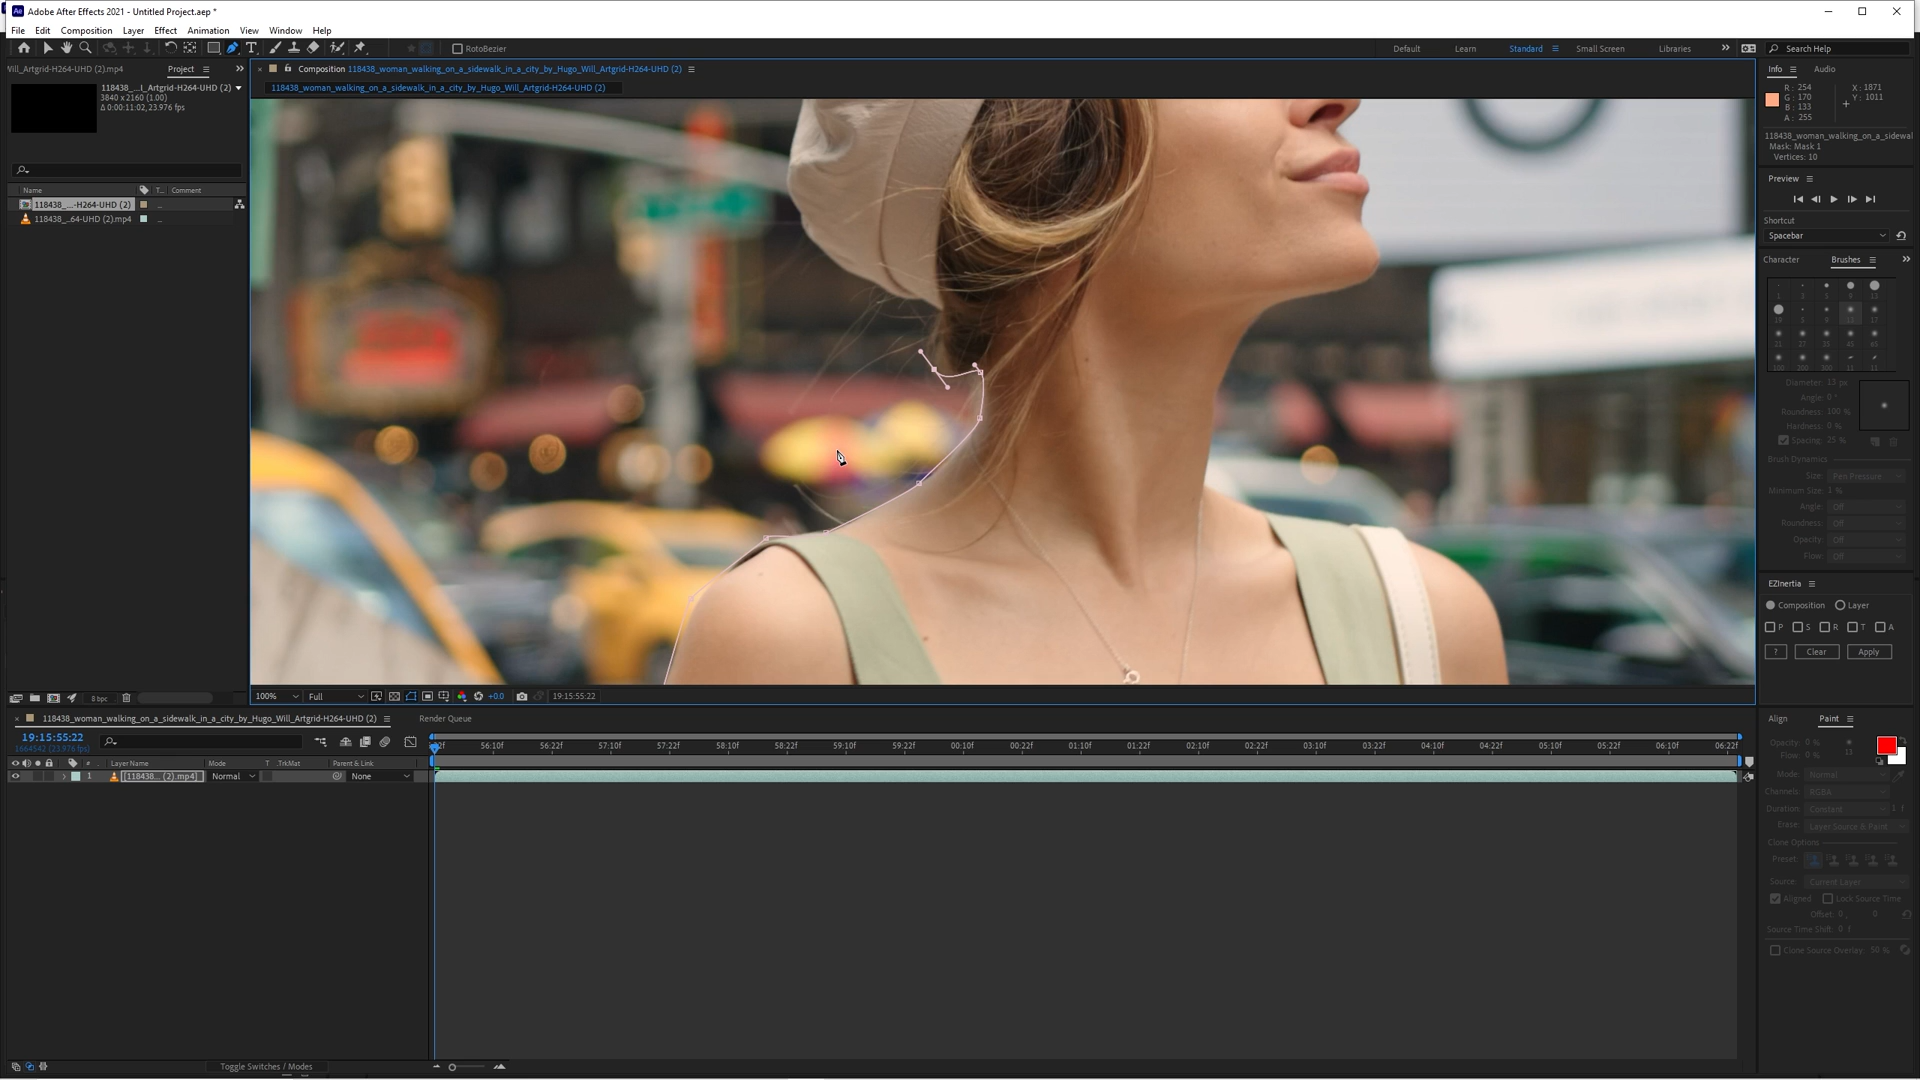 Adobe After Effects 2021 - Untitled Project.aep *
File Edit Composition Layer Effect Animation View Window Help
RotoBezier
Default Learn Standard Small Screen Libraries
Search Help
Will_Artgrid-H264-UHD (2).mp4 Project
118438_...l_Artgrid-H264-UHD (2)
3840 x 2160 (1.00)
Δ 0:00:11:02, 23.976 fps
Name T... Comment
118438_...-H264-UHD (2)
118438_..64-UHD (2).mp4
8 bpc
Composition 118438_woman_walking_on_a_sidewalk_in_a_city_by_Hugo_Will_Artgrid-H264-UHD (2)
118438_woman_walking_on_a_sidewalk_in_a_city_by_Hugo_Will_Artgrid-H264-UHD (2)
100% Full +0.0 19:15:55:22
Info Audio
R: 254 X: 1871
G: 170 Y: 1011
B: 133
A: 255
118438_woman_walking_on_a_sidewal
Mask: Mask 1
Vertices: 10
Preview
Shortcut
Spacebar
Character Brushes
Diameter: 13 px
Angle: 0°
Roundness: 100 %
Hardness: 0 %
Spacing: 25 %
Brush Dynamics
Size: Pen Pressure
Minimum Size: 1 %
Angle: Off
Roundness: Off
Opacity: Off
Flow: Off
EZInertia
Composition Layer
P S R T A
? Clear Apply
118438_woman_walking_on_a_sidewalk_in_a_city_by_Hugo_Will_Artgrid-H264-UHD (2) Render Queue
19:15:55:22
1664542 (23.976 fps)
56:10f 56:22f 57:10f 57:22f 58:10f 58:22f 59:10f 59:22f 00:10f 00:22f 01:10f 01:22f 02:10f 02:22f 03:10f 03:22f 04:10f 04:22f 05:10f 05:22f 06:10f 06:22f
# Layer Name Mode T .TrkMat Parent & Link
1 [118438... (2).mp4] Normal None
Toggle Switches / Modes
Align Paint
Opacity: 0 %
Flow: 0 %
Mode: Normal
Channels: RGBA
Duration: Constant 1 f
Erase: Layer Source & Paint
Clone Options
Preset:
Source: Current Layer
Aligned Lock Source Time
Offset: 0 , 0
Source Time Shift: 0 f
Clone Source Overlay: 50 %